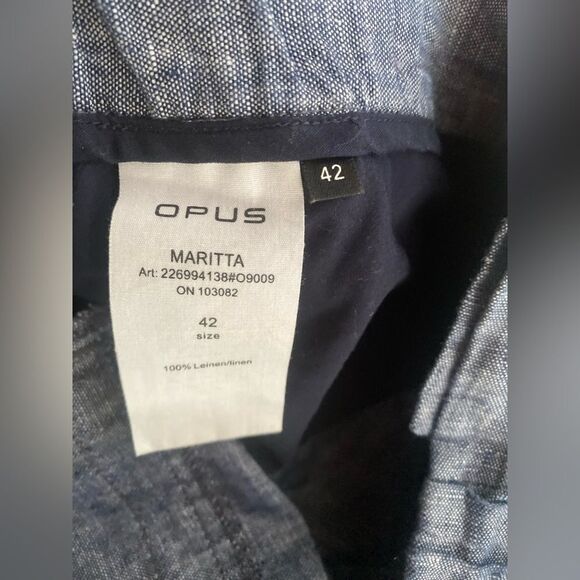 42
OPUS
MARITTA
Art: 226994138#O9009
ON 103082
42
size
100% Leinen/linen